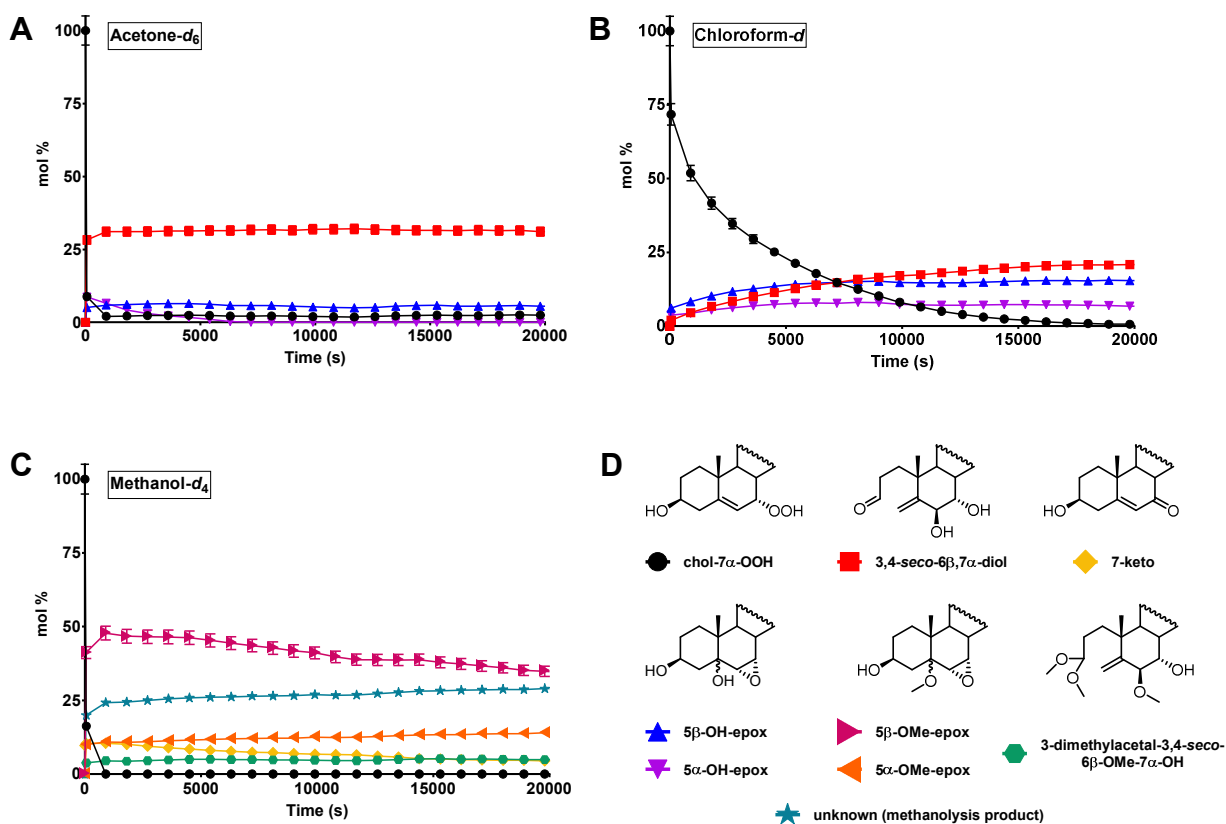 A
Acetone-d6
100
75
50
25
0
mol %
0
5000
10000
15000
20000
Time (s)
B
Chloroform-d
100
75
50
25
0
mol %
0
5000
10000
15000
20000
Time (s)
C
Methanol-d4
100
75
50
25
0
mol %
0
5000
10000
15000
20000
Time (s)
D
HO
OOH
chol-7α-OOH
O
OH
OH
3,4-seco-6β,7α-diol
HO
O
7-keto
HO
OH
O
5β-OH-epox
5α-OH-epox
HO
O
O
5β-OMe-epox
5α-OMe-epox
O
O
O
OH
3-dimethylacetal-3,4-seco-
6β-OMe-7α-OH
unknown (methanolysis product)